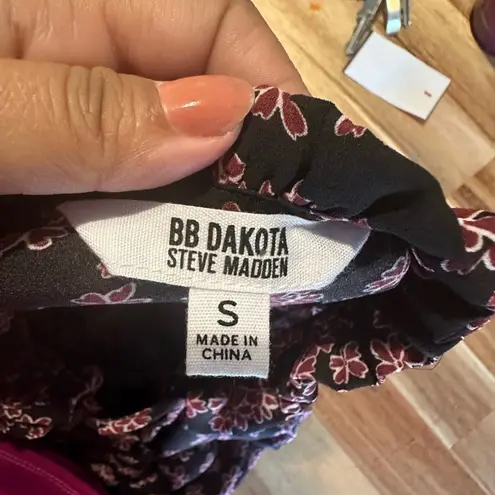 BB DAKOTA
STEVE MADDEN
S
MADE IN
CHINA